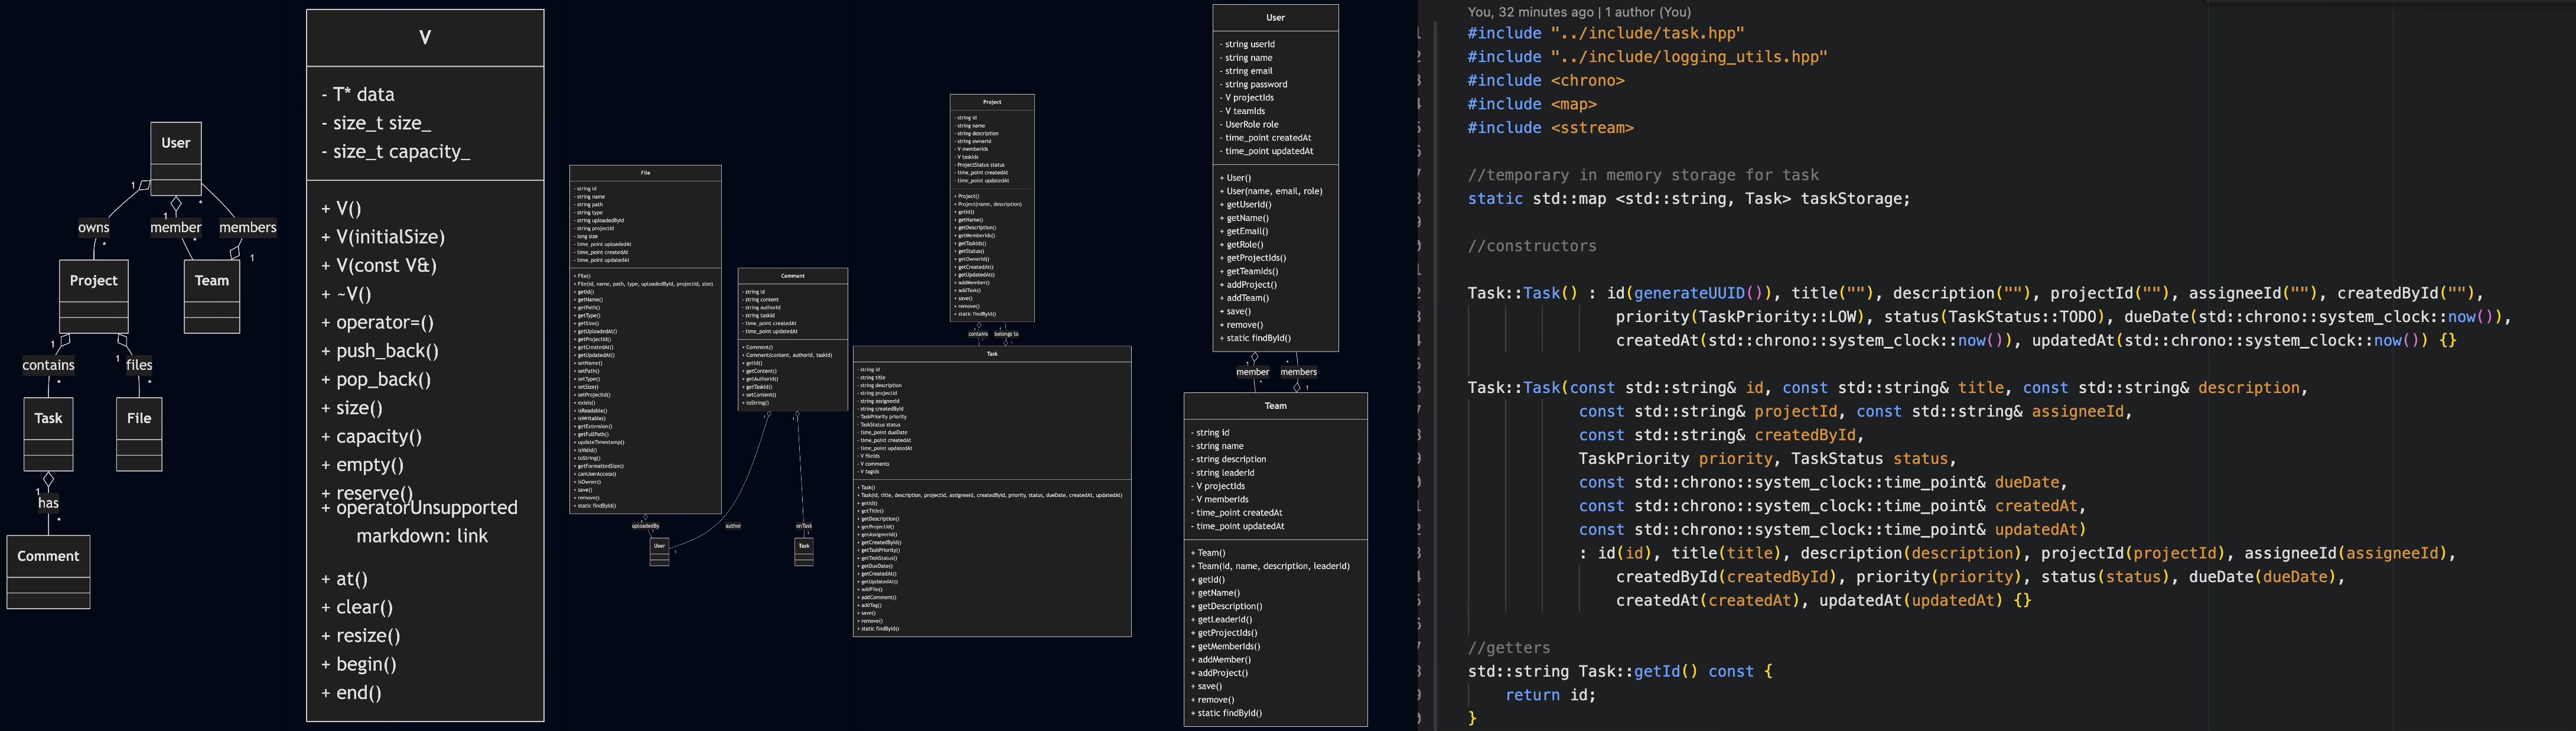 User
1
*
owns
1
member
members
*
*
1
Project
Team
1
1
contains
files
*
*
Task
File
1
has
*
Comment
V
- T* data
- size_t size_
- size_t capacity_
+ V()
+ V(initialSize)
+ V(const V&)
+ ~V()
+ operator=()
+ push_back()
+ pop_back()
+ size()
+ capacity()
+ empty()
+ reserve()
+ operatorUnsupported
markdown: link
+ at()
+ clear()
+ resize()
+ begin()
+ end()
File
- string id
- string name
- string path
- string type
- string uploadedById
- string projectId
- long size
- time_point uploadedAt
- time_point createdAt
- time_point updatedAt
+ File()
+ File(id, name, path, type, uploadedById, projectId, size)
+ getId()
+ getName()
+ getPath()
+ getType()
+ getSize()
+ getUploadedAt()
+ getProjectId()
+ getCreatedAt()
+ getUpdatedAt()
+ setName()
+ setPath()
+ setType()
+ setSize()
+ setProjectId()
+ exists()
+ isReadable()
+ isWritable()
+ getExtension()
+ getFullPath()
+ updateTimestamp()
+ isValid()
+ toString()
+ getFormattedSize()
+ canUserAccess()
+ isOwner()
+ save()
+ remove()
+ static findById()
uploadedBy
User
Comment
- string id
- string content
- string authorId
- string taskId
- time_point createdAt
- time_point updatedAt
+ Comment()
+ Comment(content, authorId, taskId)
+ getId()
+ getContent()
+ getAuthorId()
+ getTaskId()
+ setContent()
+ toString()
author
onTask
Task
Project
- string id
- string name
- string description
- string ownerId
- V memberIds
- V taskIds
- ProjectStatus status
- time_point createdAt
- time_point updatedAt
+ Project()
+ Project(name, description)
+ getId()
+ getName()
+ getDescription()
+ getMemberIds()
+ getTaskIds()
+ getStatus()
+ getOwnerId()
+ getCreatedAt()
+ getUpdatedAt()
+ addMember()
+ addTask()
+ save()
+ remove()
+ static findById()
contains
belongs to
Task
- string id
- string title
- string description
- string projectId
- string assigneeId
- string createdById
- TaskPriority priority
- TaskStatus status
- time_point dueDate
- time_point createdAt
- time_point updatedAt
- V fileIds
- V comments
- V tagIds
+ Task()
+ Task(id, title, description, projectId, assigneeId, createdById, priority, status, dueDate, createdAt, updatedAt)
+ getId()
+ getTitle()
+ getDescription()
+ getProjectId()
+ getAssigneeId()
+ getCreatedById()
+ getTaskPriority()
+ getTaskStatus()
+ getDueDate()
+ getCreatedAt()
+ getUpdatedAt()
+ addFile()
+ addComment()
+ addTag()
+ save()
+ remove()
+ static findById()
User
- string userId
- string name
- string email
- string password
- V projectIds
- V teamIds
- UserRole role
- time_point createdAt
- time_point updatedAt
+ User()
+ User(name, email, role)
+ getUserId()
+ getName()
+ getEmail()
+ getRole()
+ getProjectIds()
+ getTeamIds()
+ addProject()
+ addTeam()
+ save()
+ remove()
+ static findById()
member
members
Team
- string id
- string name
- string description
- string leaderId
- V projectIds
- V memberIds
- time_point createdAt
- time_point updatedAt
+ Team()
+ Team(id, name, description, leaderId)
+ getId()
+ getName()
+ getDescription()
+ getLeaderId()
+ getProjectIds()
+ getMemberIds()
+ addMember()
+ addProject()
+ save()
+ remove()
+ static findById()
You, 32 minutes ago | 1 author (You)
#include "../include/task.hpp"
#include "../include/logging_utils.hpp"
#include <chrono>
#include <map>
#include <sstream>
//temporary in memory storage for task
static std::map <std::string, Task> taskStorage;
//constructors
Task::Task() : id(generateUUID()), title(""), description(""), projectId(""), assigneeId(""), createdById(""),
priority(TaskPriority::LOW), status(TaskStatus::TODO), dueDate(std::chrono::system_clock::now()),
createdAt(std::chrono::system_clock::now()), updatedAt(std::chrono::system_clock::now()) {}
Task::Task(const std::string& id, const std::string& title, const std::string& description,
const std::string& projectId, const std::string& assigneeId,
const std::string& createdById,
TaskPriority priority, TaskStatus status,
const std::chrono::system_clock::time_point& dueDate,
const std::chrono::system_clock::time_point& createdAt,
const std::chrono::system_clock::time_point& updatedAt)
: id(id), title(title), description(description), projectId(projectId), assigneeId(assigneeId),
createdById(createdById), priority(priority), status(status), dueDate(dueDate),
createdAt(createdAt), updatedAt(updatedAt) {}
//getters
std::string Task::getId() const {
return id;
}